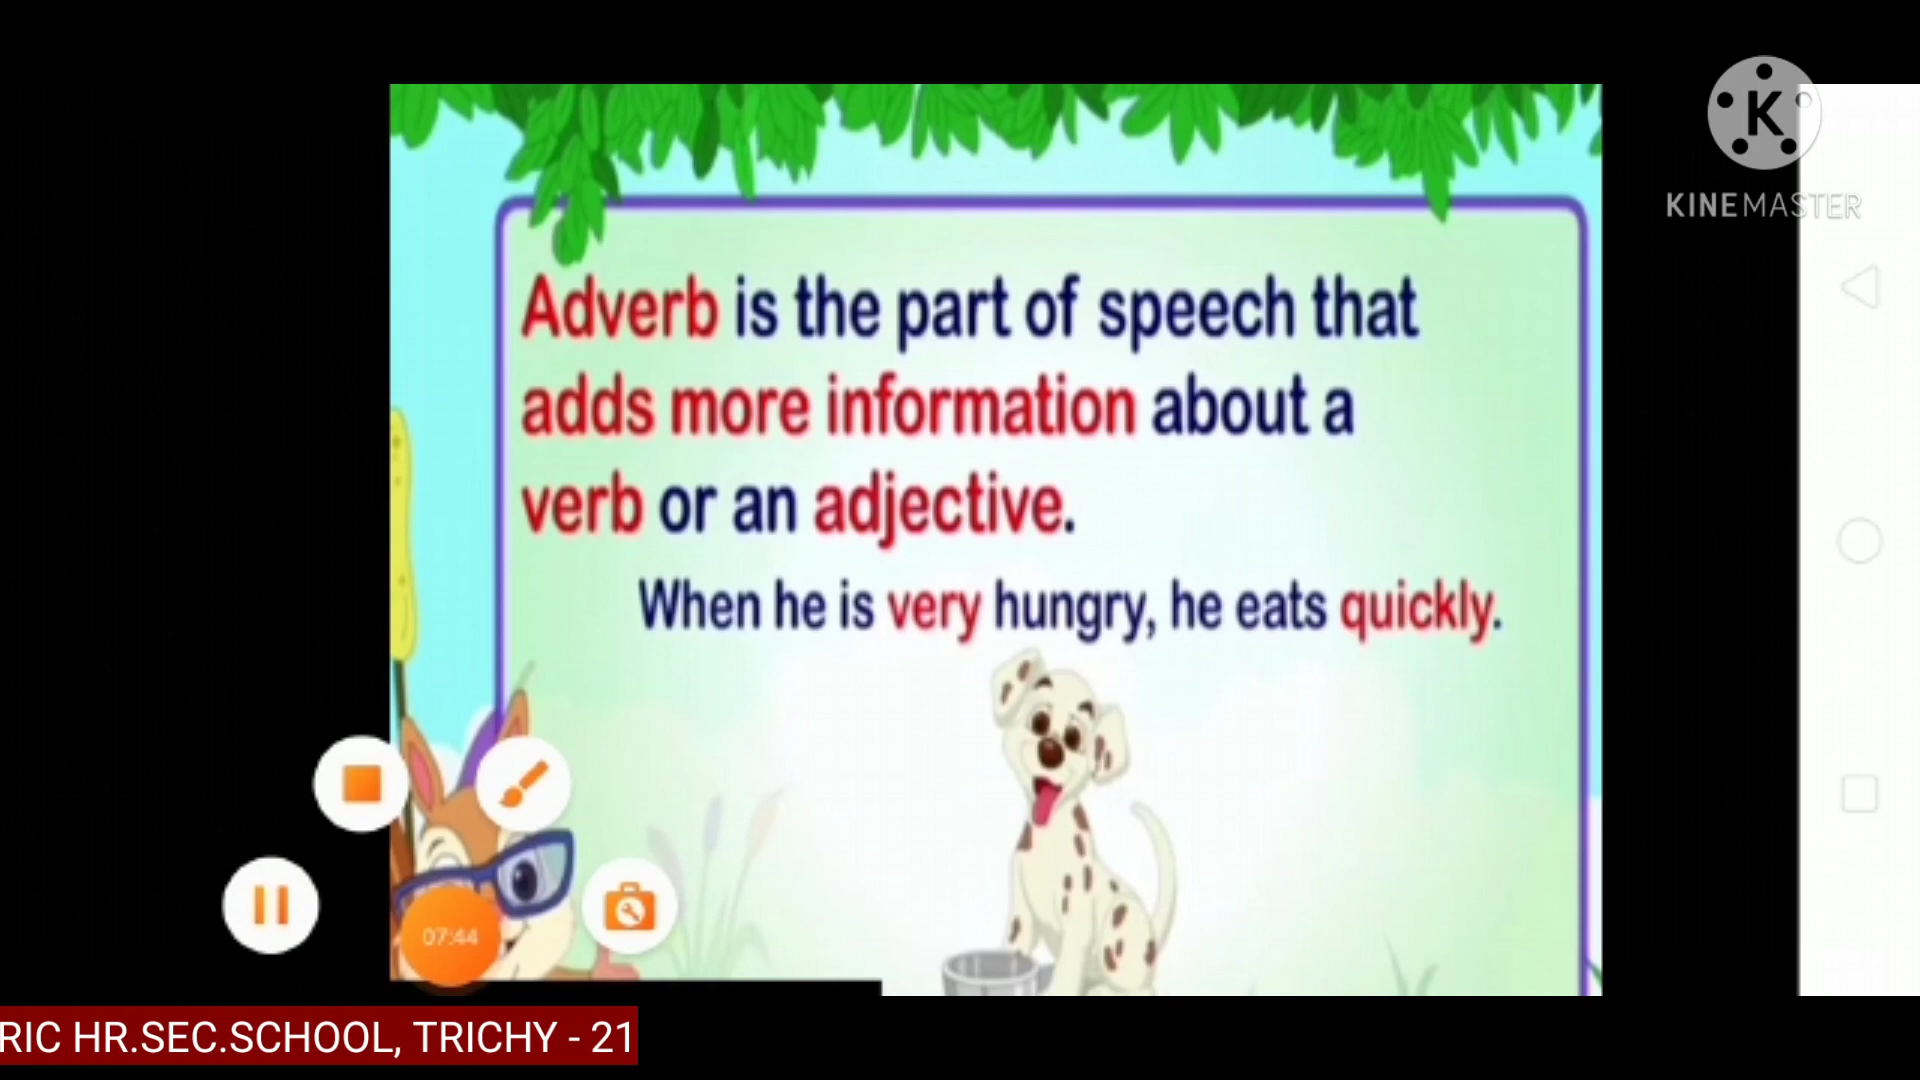 KINEMASTER
Adverb is the part of speech that
adds more information about a
verb or an adjective.
When he is very hungry, he eats quickly.
07:44
RIC HR.SEC.SCHOOL, TRICHY - 21